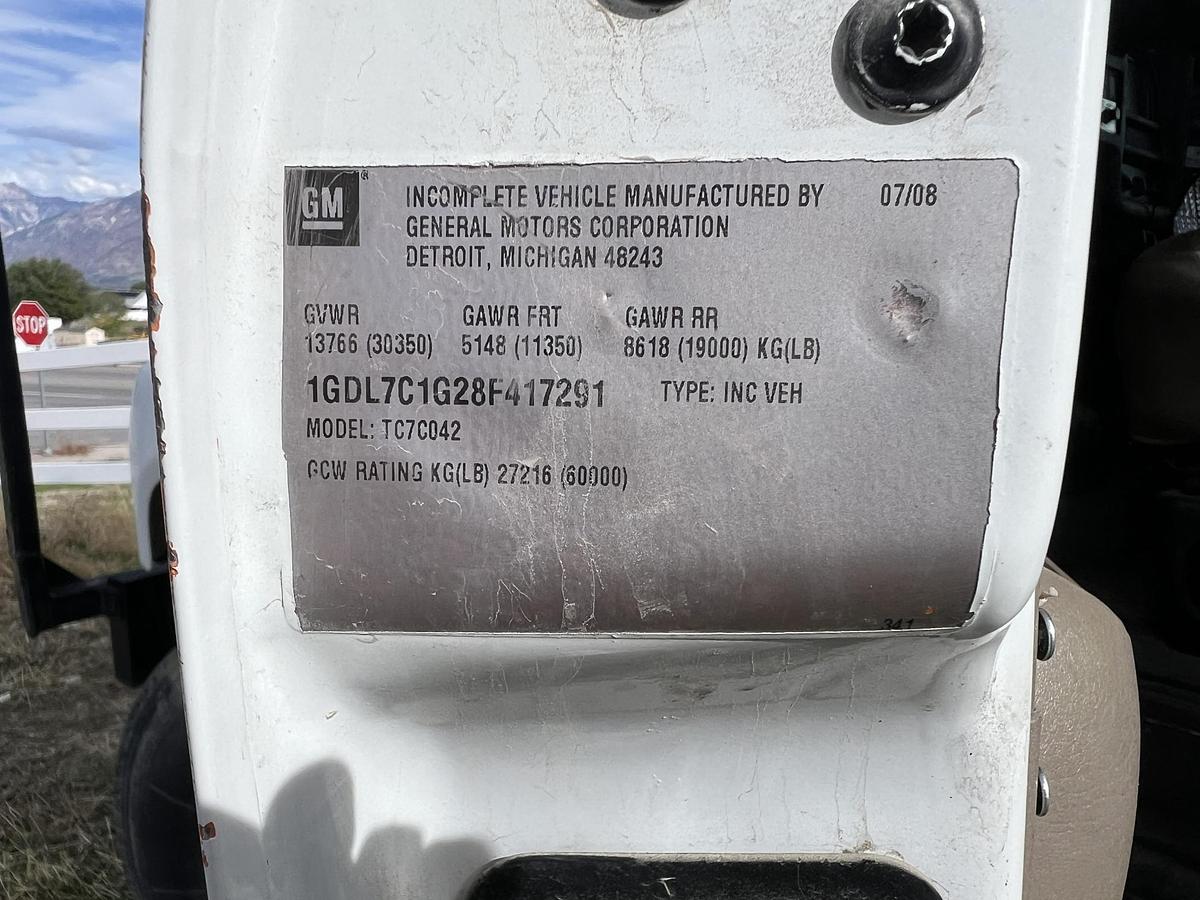 GM ® INCOMPLETE VEHICLE MANUFACTURED BY 07/08
GENERAL MOTORS CORPORATION
DETROIT, MICHIGAN 48243
GVWR GAWR FRT GAWR RR
13766 (30350) 5148 (11350) 8618 (19000) KG(LB)
1GDL7C1G28F417291 TYPE: INC VEH
MODEL: TC7C042
GCW RATING KG(LB) 27216 (60000)
341
STOP